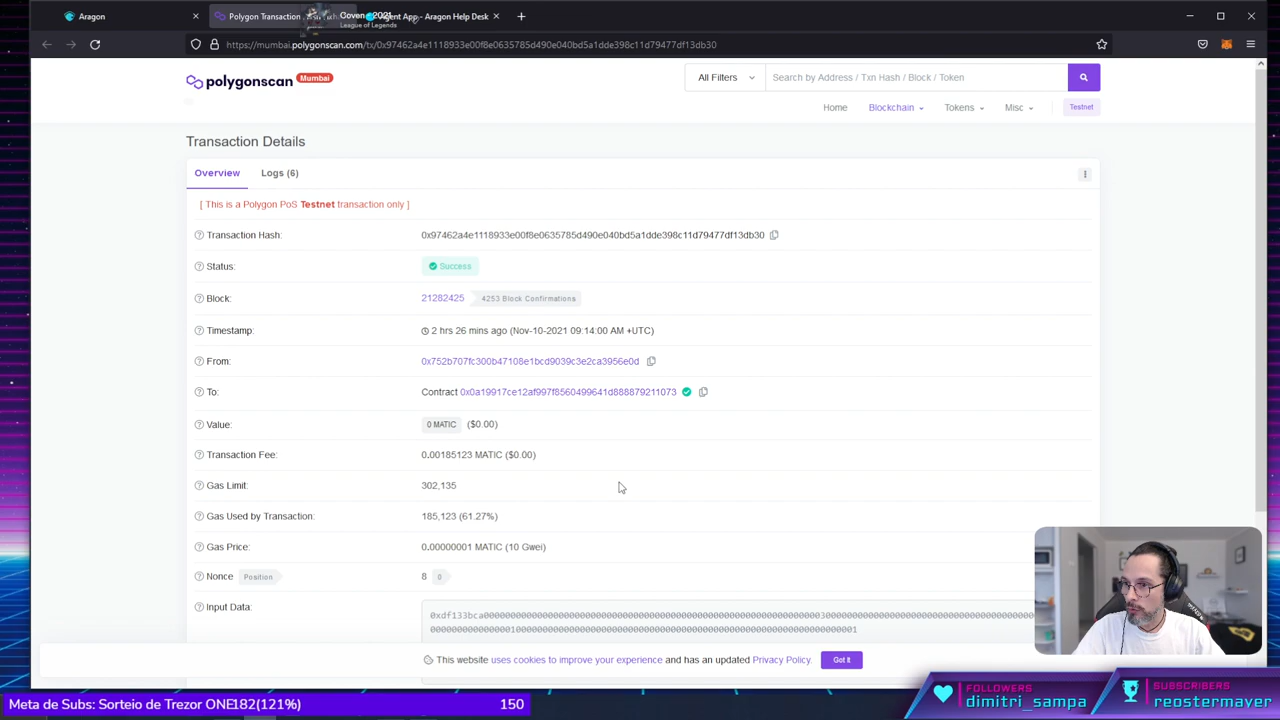 Aragon
Polygon Transaction
Govene 2021
League of Legends
Agent App - Aragon Help Desk
https://mumbai.polygonscan.com/tx/0x97462a4e1118933e00f8e0635785d490e040bd5a1dde398c11d79477df13db30
polygonscan Mumbai
All Filters
Search by Address / Txn Hash / Block / Token
Home
Blockchain
Tokens
Misc
Testnet
Transaction Details
Overview
Logs (6)
[ This is a Polygon PoS Testnet transaction only ]
Transaction Hash:
0x97462a4e1118933e00f8e0635785d490e040bd5a1dde398c11d79477df13db30
Status:
Success
Block:
21282425
4253 Block Confirmations
Timestamp:
2 hrs 26 mins ago (Nov-10-2021 09:14:00 AM +UTC)
From:
0x752b707fc300b47108e1bcd9039c3e2ca3956e0d
To:
Contract 0x0a19917ce12af997f8560499641d888879211073
Value:
0 MATIC ($0.00)
Transaction Fee:
0.00185123 MATIC ($0.00)
Gas Limit:
302,135
Gas Used by Transaction:
185,123 (61.27%)
Gas Price:
0.00000001 MATIC (10 Gwei)
Nonce Position
8 0
Input Data:
This website uses cookies to improve your experience and has an updated Privacy Policy.
Got It
Meta de Subs: Sorteio de Trezor ONE182(121%)
150
FOLLOWERS
dimitri_sampa
SUBSCRIBERS
reostermayer